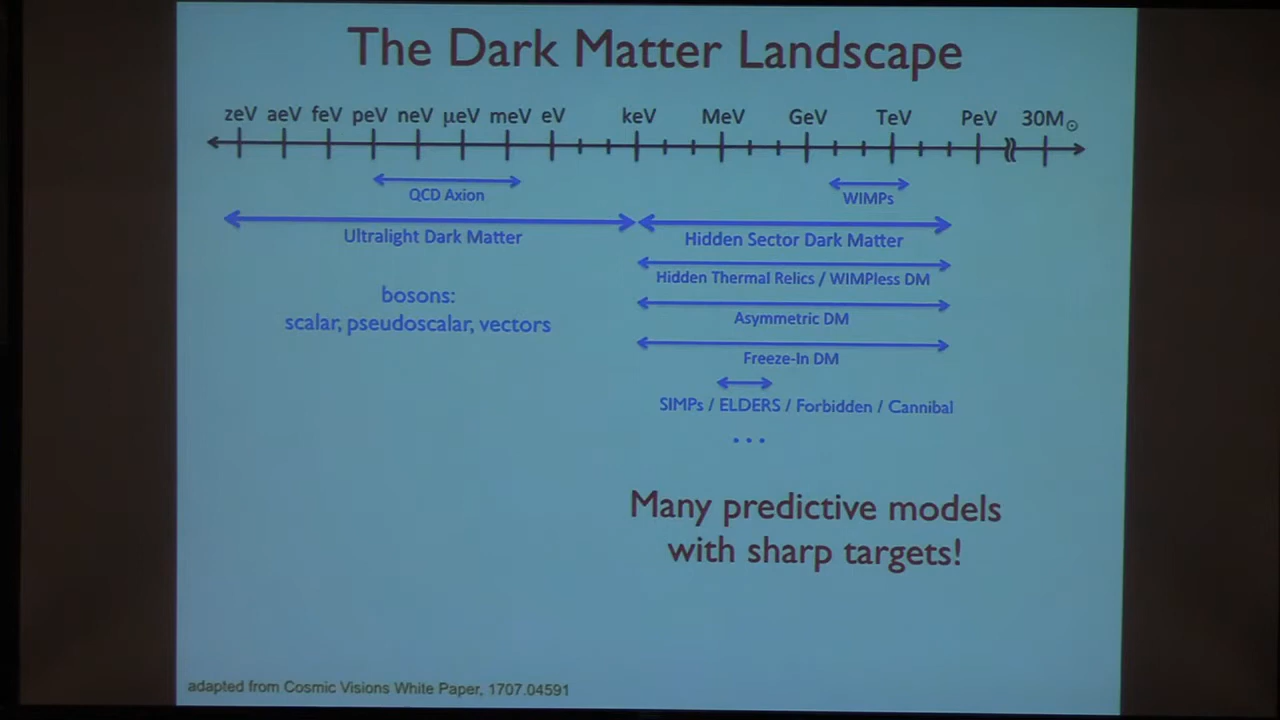 The Dark Matter Landscape
zeV aeV feV peV neV μeV meV eV keV MeV GeV TeV PeV 30M☉
QCD Axion
WIMPs
Ultralight Dark Matter
Hidden Sector Dark Matter
Hidden Thermal Relics / WIMPless DM
bosons:
scalar, pseudoscalar, vectors
Asymmetric DM
Freeze-In DM
SIMPs / ELDERS / Forbidden / Cannibal
...
Many predictive models
with sharp targets!
adapted from Cosmic Visions White Paper, 1707.04591